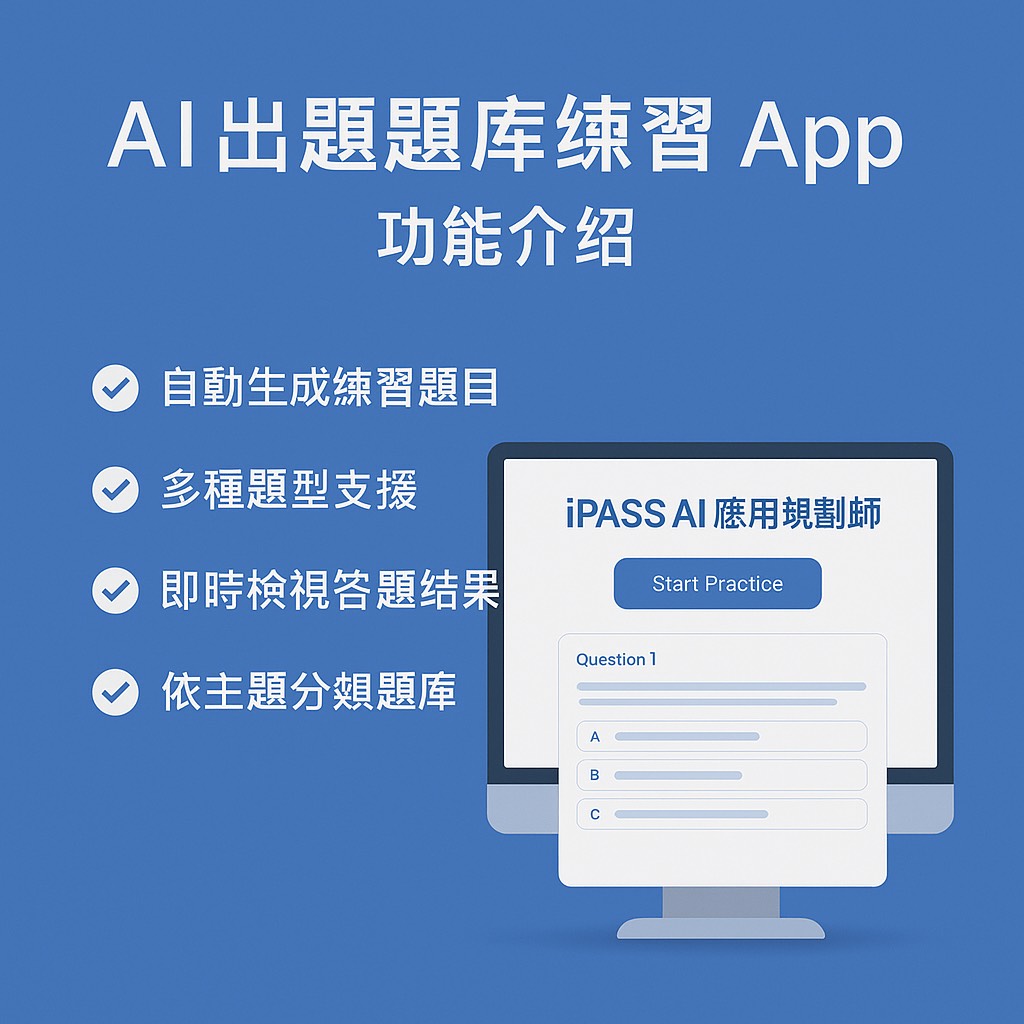 AI 出題題库练習 App
功能介绍
自動生成練習題目
多種題型支援
即時檢視答題结果
依主題分類題库
iPASS AI 應用規劃師
Start Practice
Question 1
A
B
C